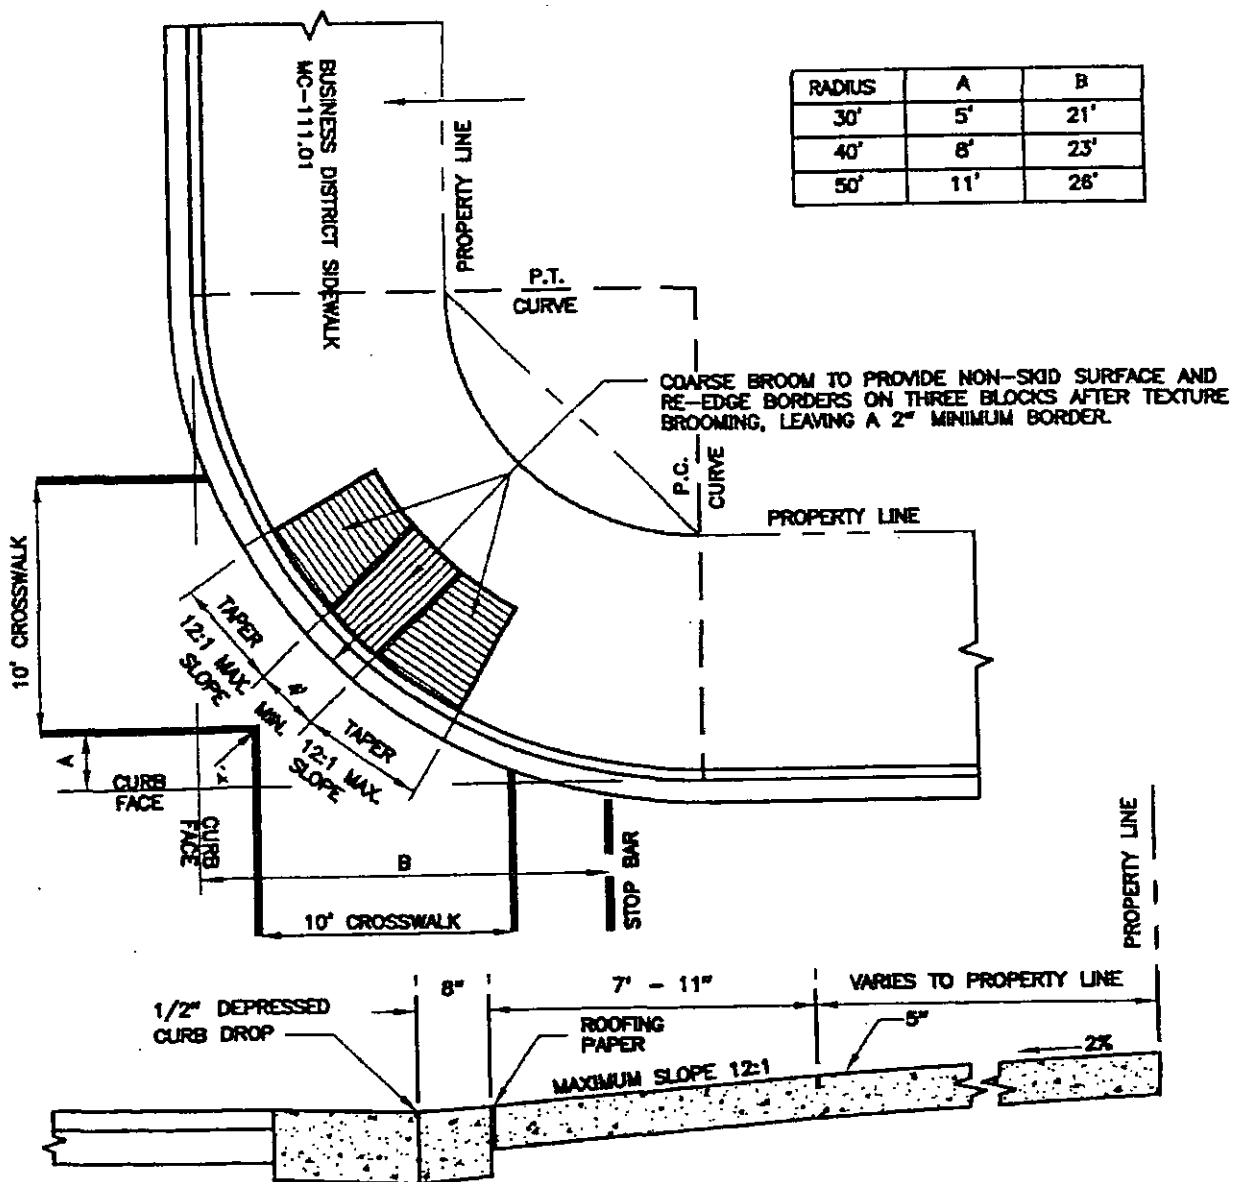 BUSINESS DISTRICT SIDEWALK
MC-111.01
PROPERTY LINE
RADIUS A B
30' 5' 21'
40' 8' 23'
50' 11' 26'
P.T.
CURVE
COARSE BROOM TO PROVIDE NON-SKID SURFACE AND
RE-EDGE BORDERS ON THREE BLOCKS AFTER TEXTURE
BROOMING, LEAVING A 2" MINIMUM BORDER.
P.C.
CURVE
PROPERTY LINE
10' CROSSWALK
TAPER
12:1 MAX.
SLOPE
4'
MIN.
TAPER
12:1 MAX.
SLOPE
A
CURB
FACE
CURB
FACE
B
STOP BAR
10' CROSSWALK
PROPERTY LINE
1/2" DEPRESSED
CURB DROP
8"
7' - 11"
VARIES TO PROPERTY LINE
ROOFING
PAPER
MAXIMUM SLOPE 12:1
5"
2%